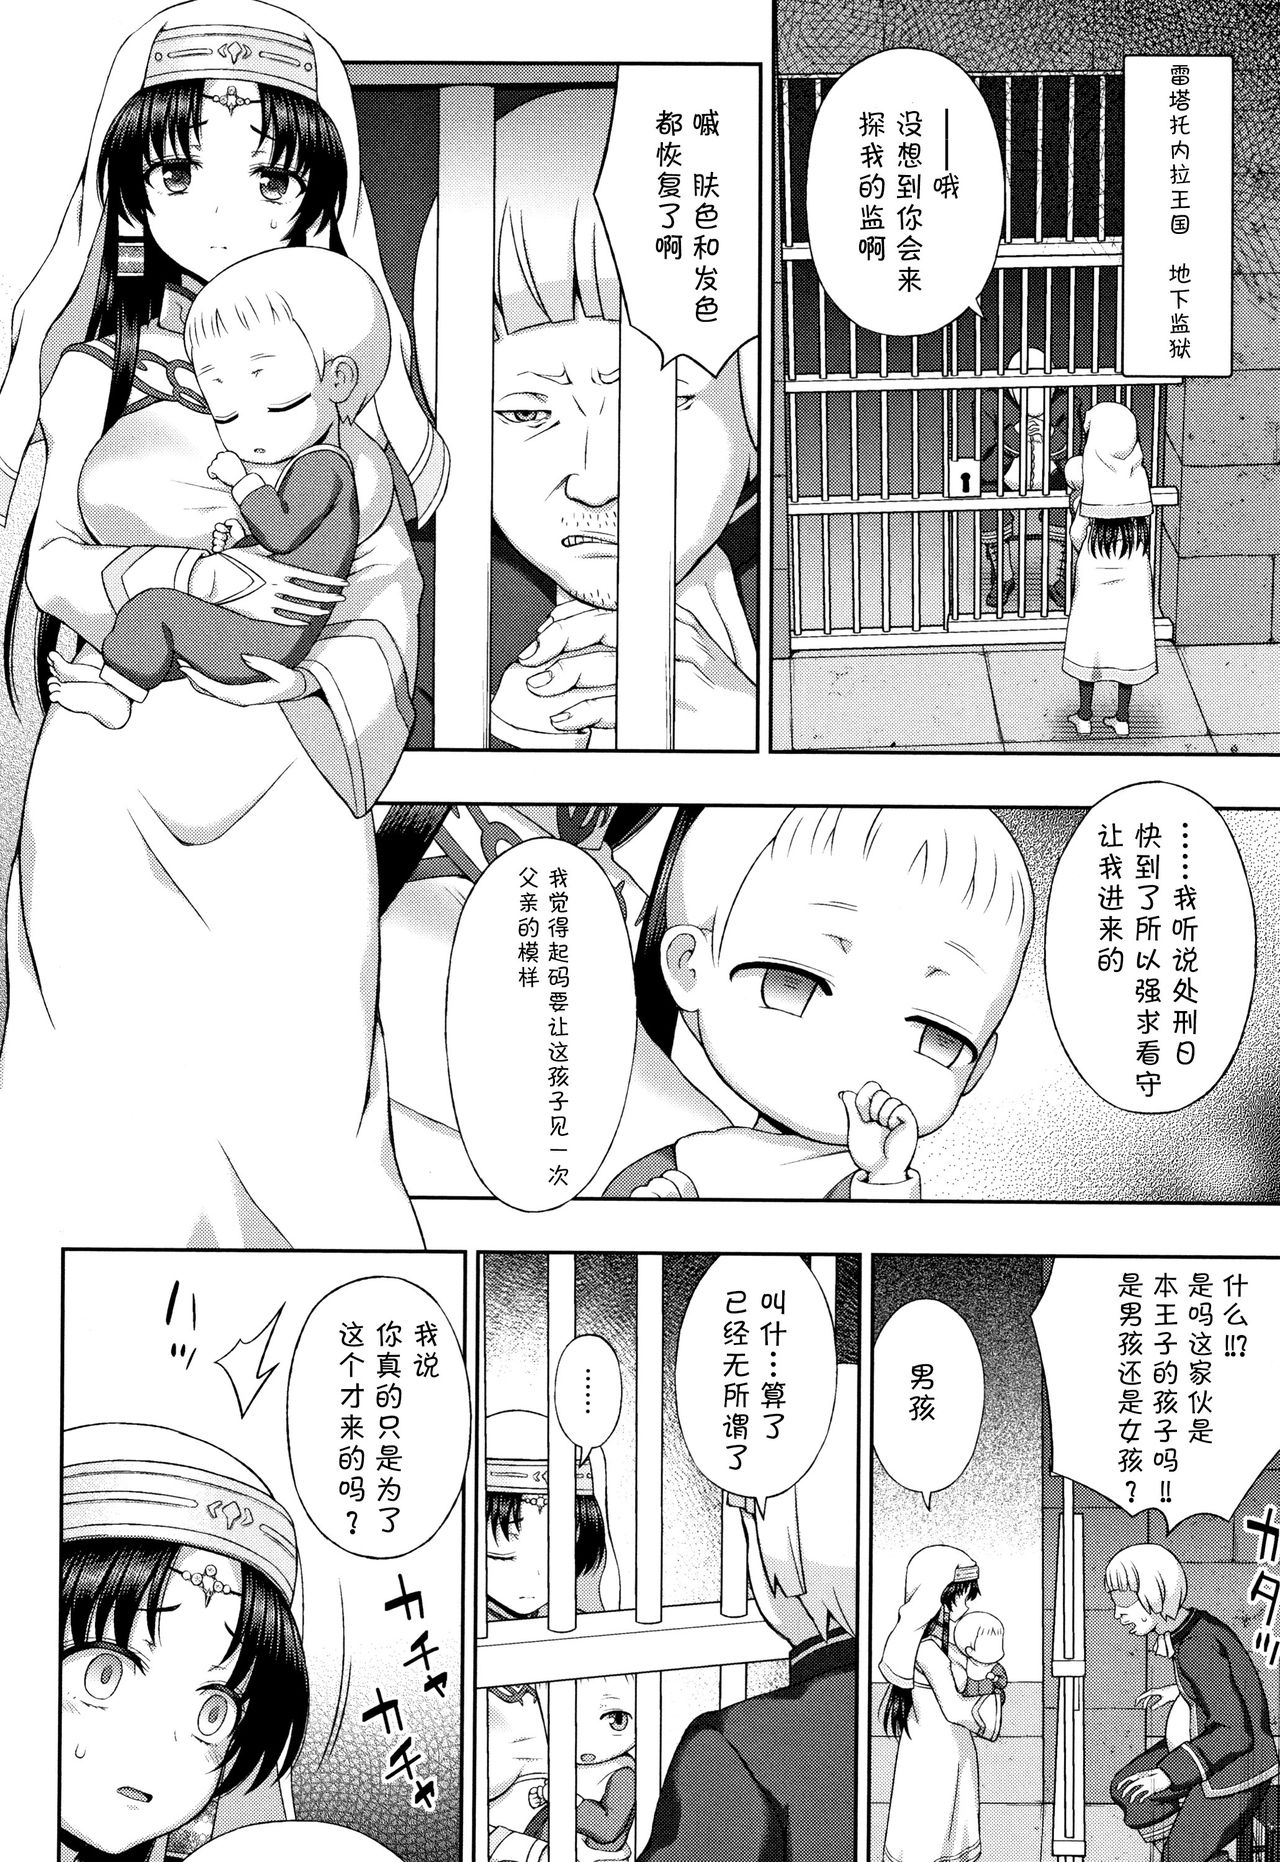 雷塔托内拉王国　地下监狱
——哦
没想到你会来
探我的监啊
嘁　肤色和发色
都恢复了啊
……我听说处刑日
快到了所以强求看守
让我进来的
我觉得起码要让这孩子见一次
父亲的模样
什么!!?
是吗这家伙是
本王子的孩子吗!!
是男孩还是女孩？
ガタッ
男孩
叫什…算了
已经无所谓了
……
我说
你真的只是为了
这个才来的吗？
カチャ
カチャ